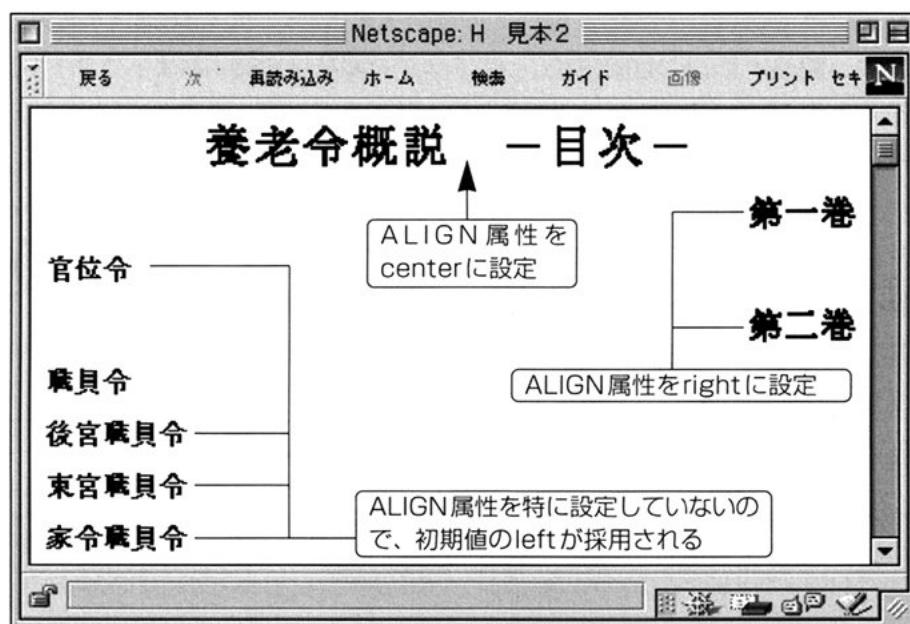 Netscape: H 見本2
戻る 次 再読み込み ホーム 検索 ガイド 画像 プリント セキ N
養老令概説 －目次－
ALIGN属性を
centerに設定
第一巻
官位令
第二巻
ALIGN属性をrightに設定
職員令
後宮職員令
東宮職員令
家令職員令
ALIGN属性を特に設定していないの
で、初期値のleftが採用される